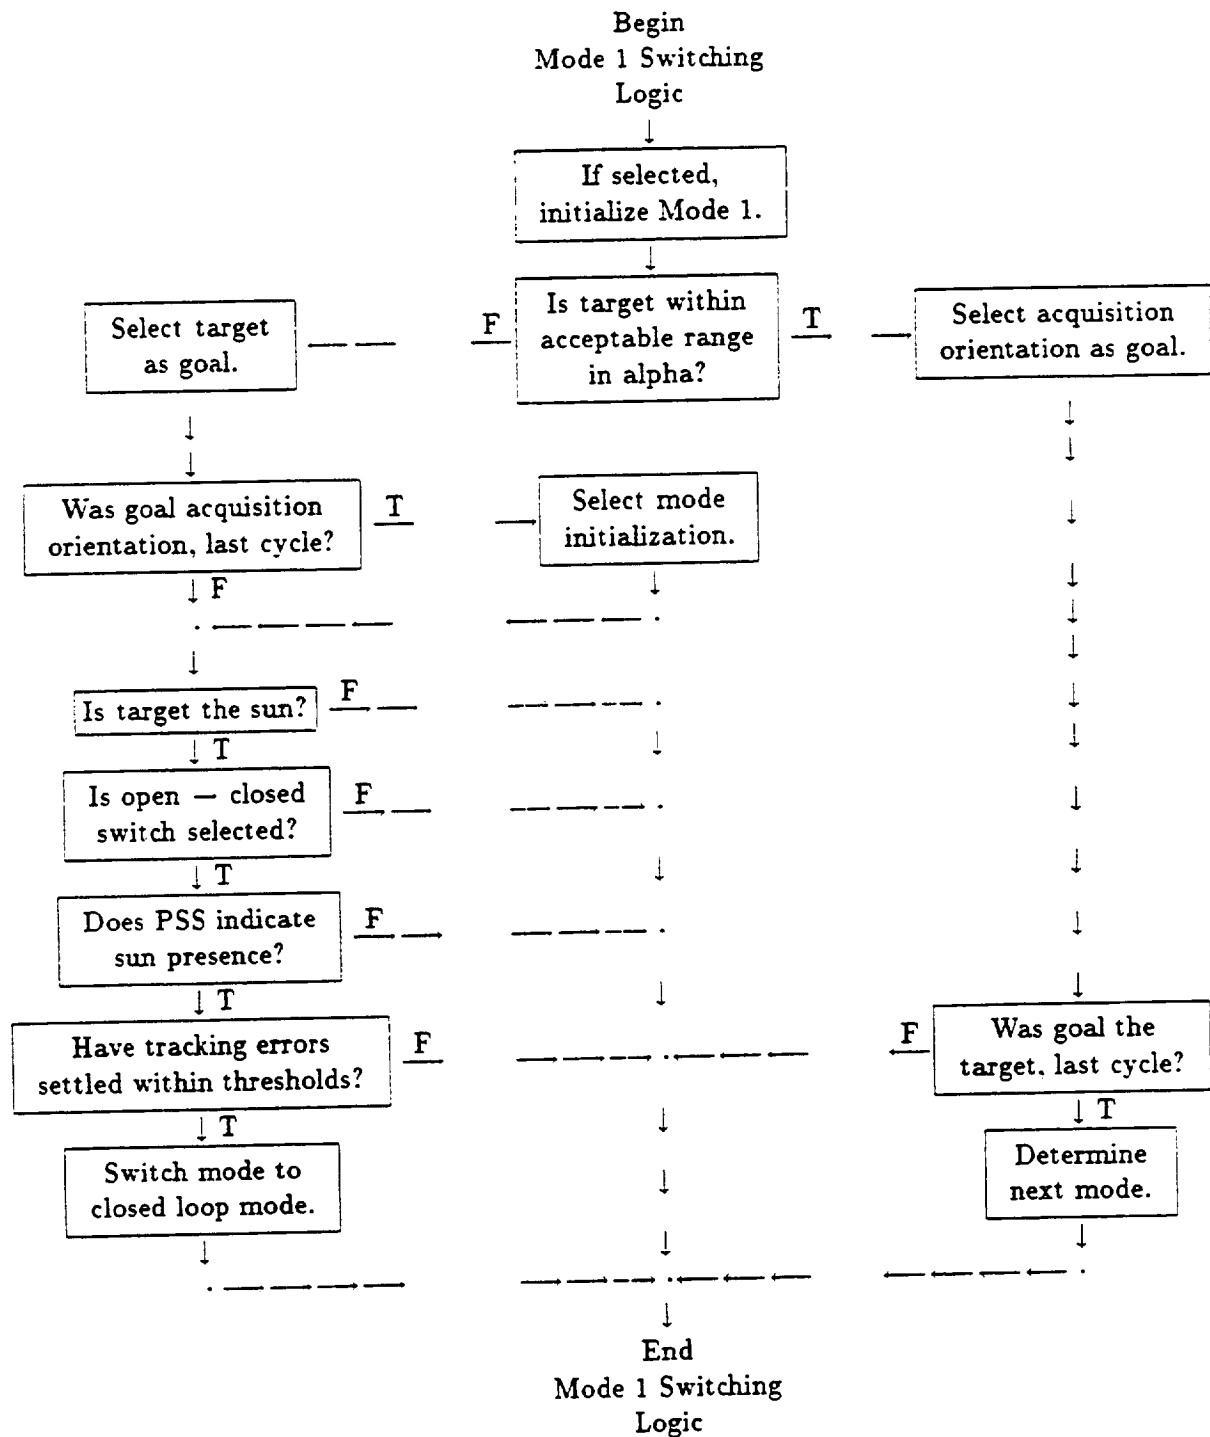 Begin
Mode 1 Switching
Logic
If selected,
initialize Mode 1.
Is target within
acceptable range
in alpha?
F
T
Select target
as goal.
Select acquisition
orientation as goal.
Was goal acquisition
orientation, last cycle?
T
F
Select mode
initialization.
Is target the sun?
F
T
Is open — closed
switch selected?
F
T
Does PSS indicate
sun presence?
F
T
Have tracking errors
settled within thresholds?
F
T
Switch mode to
closed loop mode.
Was goal the
target, last cycle?
F
T
Determine
next mode.
End
Mode 1 Switching
Logic